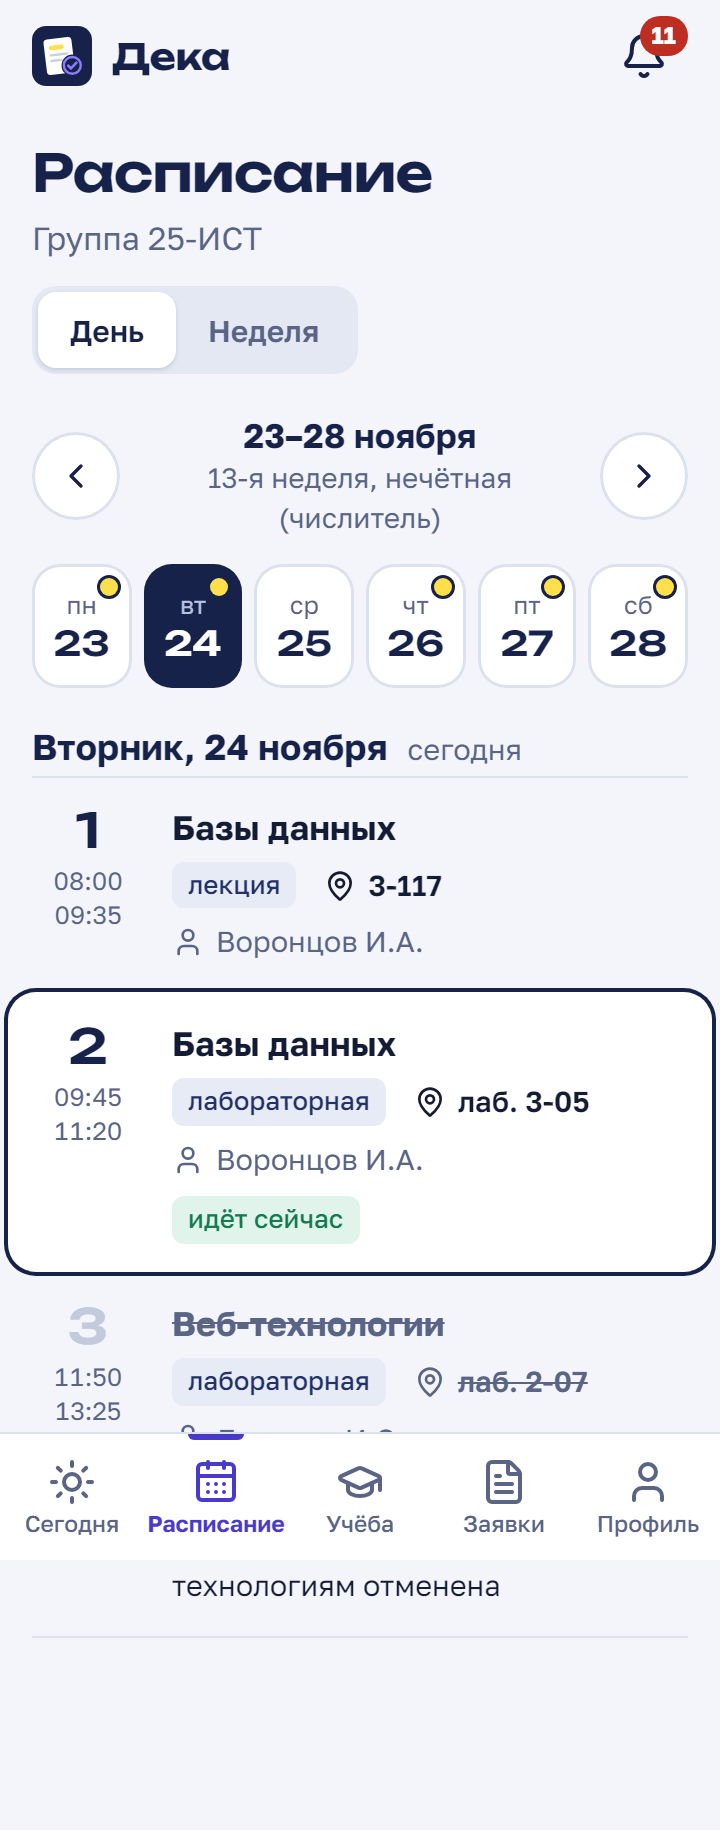 Дека
11
Расписание
Группа 25-ИСТ
День Неделя
23–28 ноября
13-я неделя, нечётная
(числитель)
пн вт ср чт пт сб
23 24 25 26 27 28
Вторник, 24 ноября сегодня
1 Базы данных
08:00 лекция 3-117
09:35
Воронцов И.А.
2 Базы данных
09:45 лабораторная лаб. 3-05
11:20
Воронцов И.А.
идёт сейчас
3 Веб-технологии
11:50 лабораторная лаб. 2-07
13:25
Сегодня Расписание Учёба Заявки Профиль
технологиям отменена